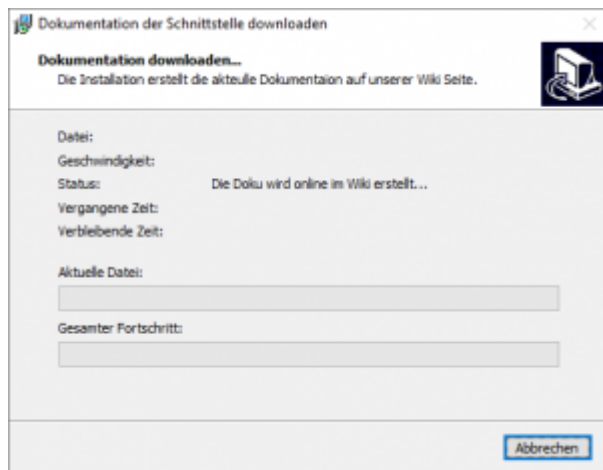 Dokumentation der Schnittstelle downloaden
Dokumentation downloaden...
Die Installation erstellt die akteulle Dokumentaion auf unserer Wiki Seite.
Datei:
Geschwindigkeit:
Status: Die Doku wird online im Wiki erstellt...
Vergangene Zeit:
Verbleibende Zeit:
Aktuelle Datei:
Gesamter Fortschritt:
Abbrechen